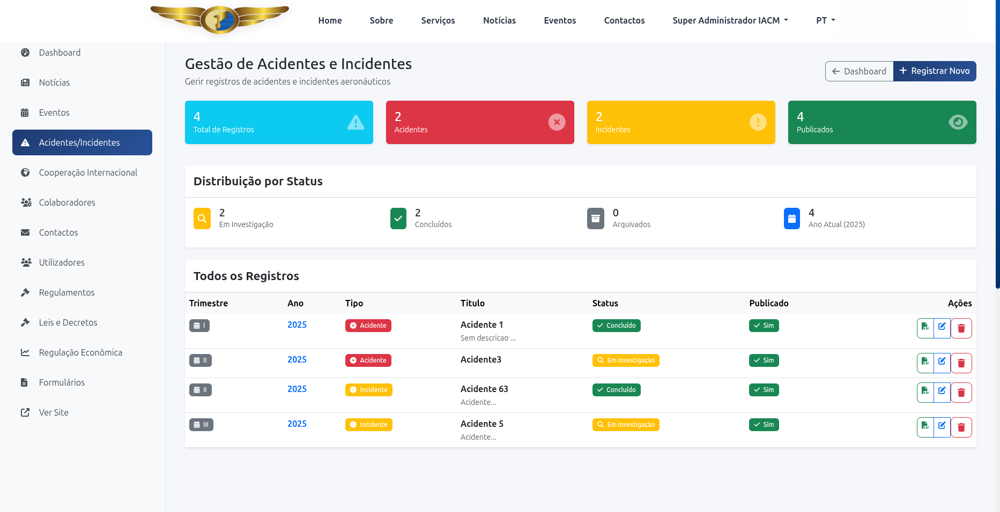 Home Sobre Serviços Notícias Eventos Contactos Super Administrador IACM PT
Dashboard
Notícias
Eventos
Acidentes/Incidentes
Cooperação Internacional
Colaboradores
Contactos
Utilizadores
Regulamentos
Leis e Decretos
Regulação Econômica
Formulários
Ver Site
Gestão de Acidentes e Incidentes
Gerir registros de acidentes e incidentes aeronáuticos
Dashboard Registrar Novo
4
Total de Registros
2
Acidentes
2
Incidentes
4
Publicados
Distribuição por Status
2
Em Investigação
2
Concluídos
0
Arquivados
4
Ano Atual (2025)
Todos os Registros
Trimestre Ano Tipo Título Status Publicado Ações
I 2025 Acidente Acidente 1 Concluído Sim PDF
Sem descricao ...
II 2025 Acidente Acidente3 Em Investigação Sim PDF
II 2025 Incidente Acidente 63 Concluído Sim PDF
Acidente...
III 2025 Incidente Acidente 5 Em Investigação Sim PDF
Acidente...